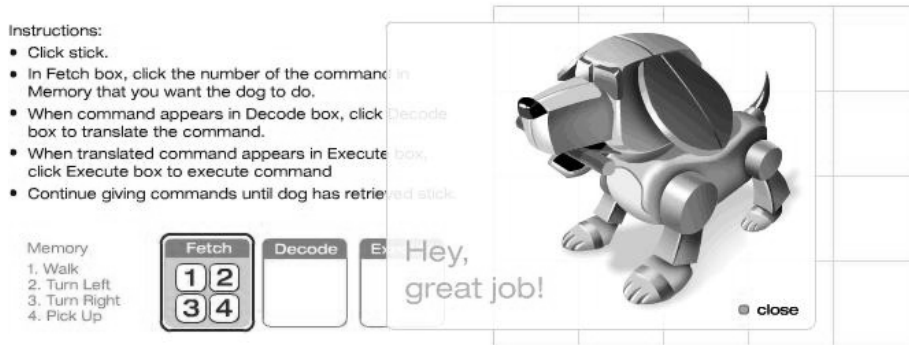 Instructions:
• Click stick.
• In Fetch box, click the number of the command in
Memory that you want the dog to do.
• When command appears in Decode box, click Decode
box to translate the command.
• When translated command appears in Execute box,
click Execute box to execute command
• Continue giving commands until dog has retrieved stick.
Memory
1. Walk
2. Turn Left
3. Turn Right
4. Pick Up
Fetch
1 2
3 4
Decode
Hey,
great job!
close